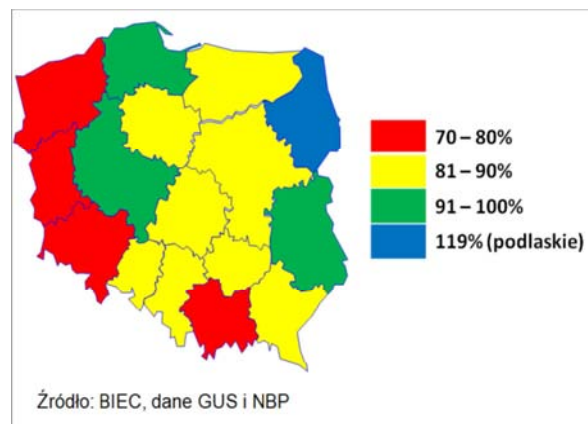 70 – 80%
81 – 90%
91 – 100%
119% (podlaskie)
Źródło: BIEC, dane GUS i NBP